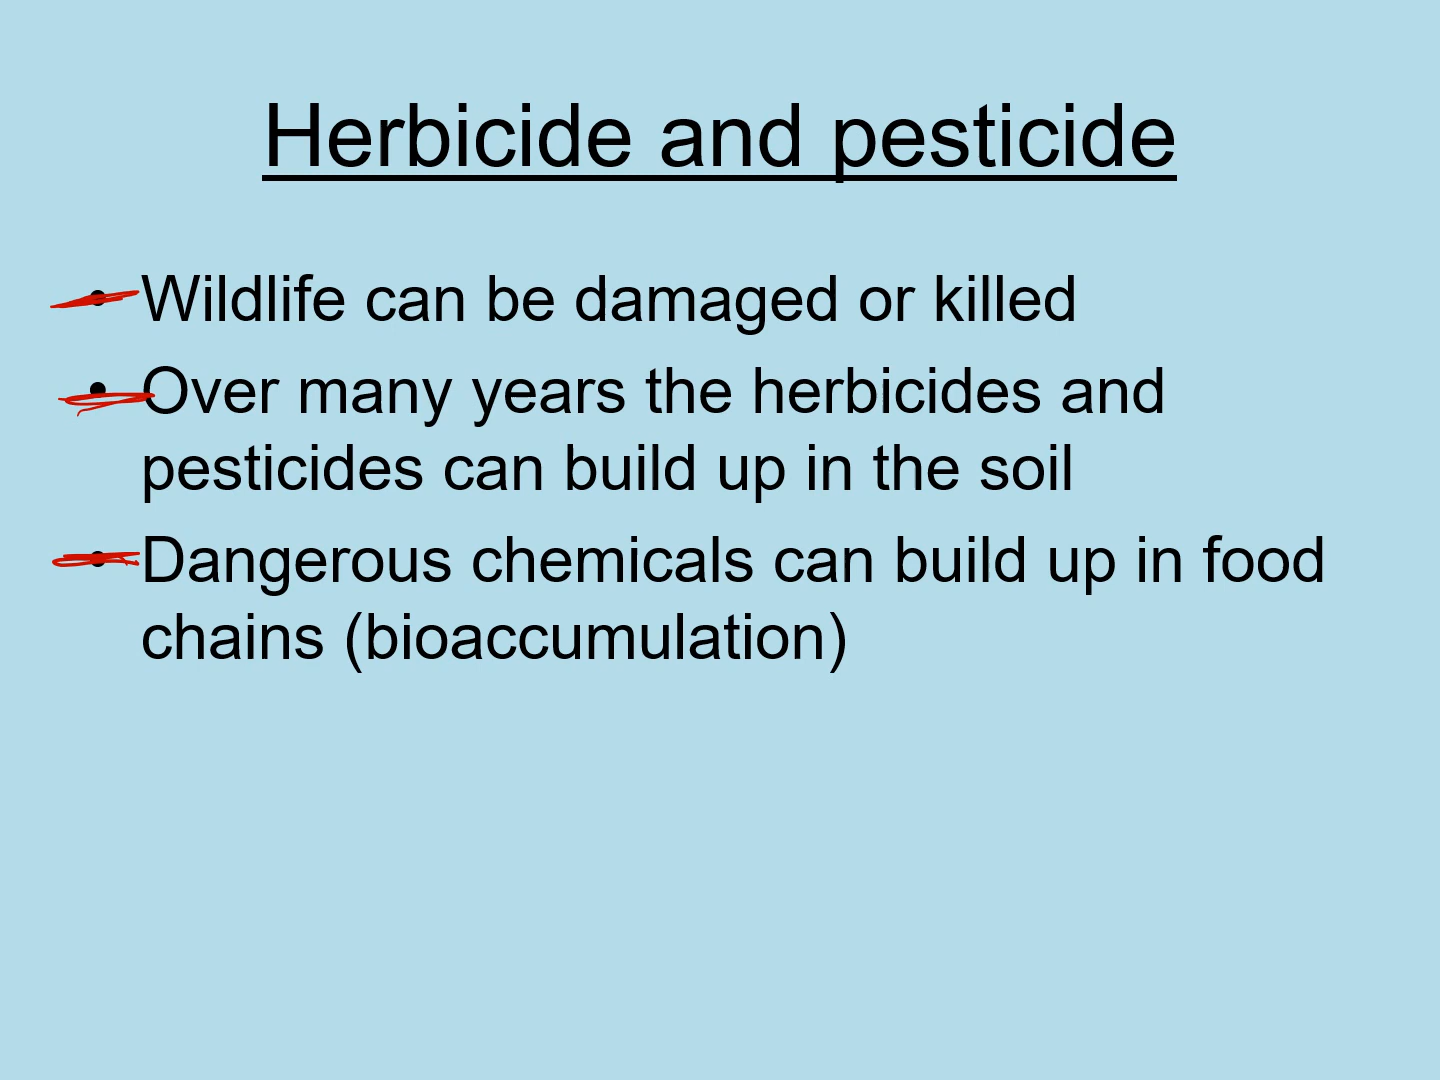 Herbicide and pesticide
• Wildlife can be damaged or killed
• Over many years the herbicides and
pesticides can build up in the soil
• Dangerous chemicals can build up in food
chains (bioaccumulation)